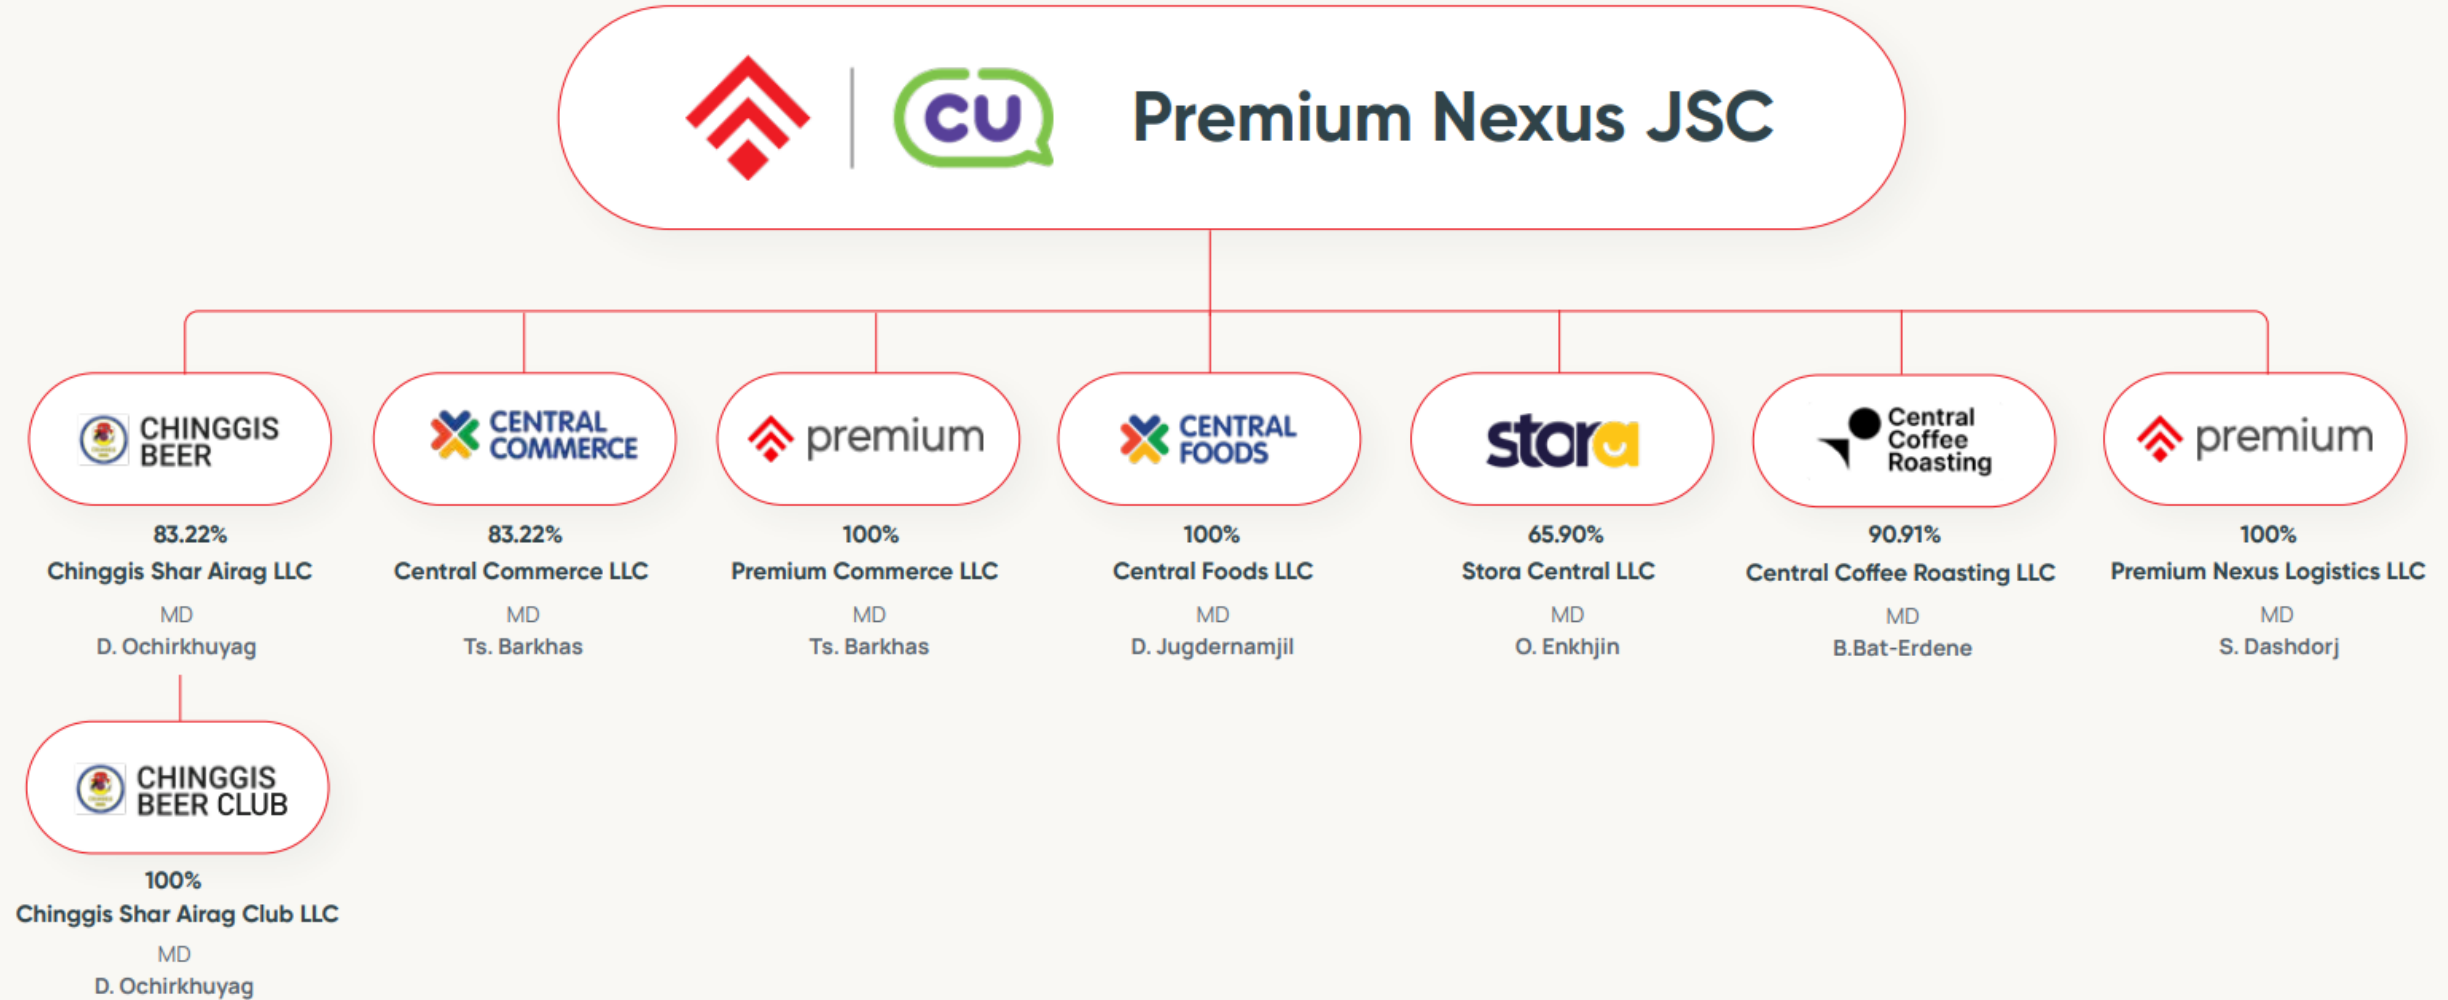 CU Premium Nexus JSC
CHINGGIS
BEER
83.22%
Chinggis Shar Airag LLC
MD
D. Ochirkhuyag
CENTRAL
COMMERCE
83.22%
Central Commerce LLC
MD
Ts. Barkhas
premium
100%
Premium Commerce LLC
MD
Ts. Barkhas
CENTRAL
FOODS
100%
Central Foods LLC
MD
D. Jugdernamjil
stora
65.90%
Stora Central LLC
MD
O. Enkhjin
Central
Coffee
Roasting
90.91%
Central Coffee Roasting LLC
MD
B.Bat-Erdene
premium
100%
Premium Nexus Logistics LLC
MD
S. Dashdorj
CHINGGIS
BEER CLUB
100%
Chinggis Shar Airag Club LLC
MD
D. Ochirkhuyag